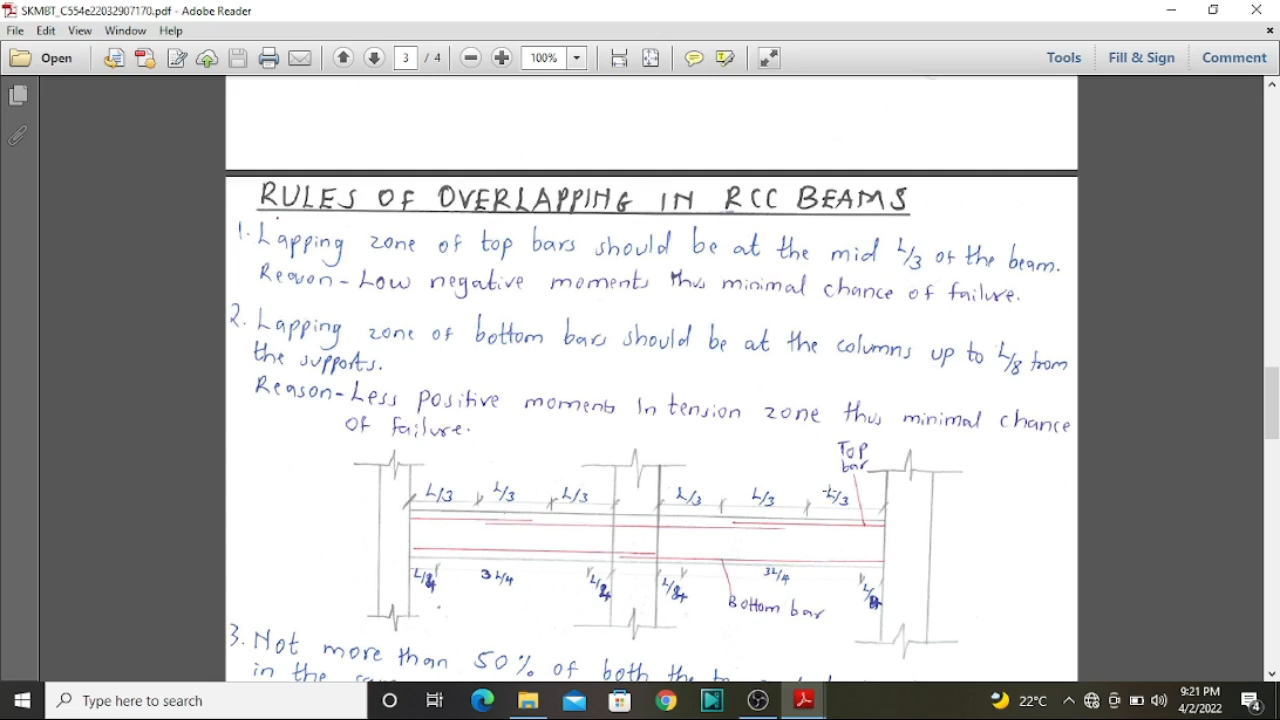 SKMBT_C554e22032907170.pdf - Adobe Reader
File Edit View Window Help
Open 3 / 4 100% Tools Fill & Sign Comment
RULES OF OVERLAPPING IN RCC BEAMS
1. Lapping zone of top bars should be at the mid L/3 of the beam.
Reason - Low negative moments thus minimal chance of failure.
2. Lapping zone of bottom bars should be at the columns up to L/8 from
the supports.
Reason - Less positive moments in tension zone thus minimal chance
of failure.
Top
bar
L/3 L/3 L/3 L/3 L/3 L/3
3L/4 3L/4
Bottom bar
3. Not more than 50% of both the
in the
Type here to search
22°C
9:21 PM
4/2/2022